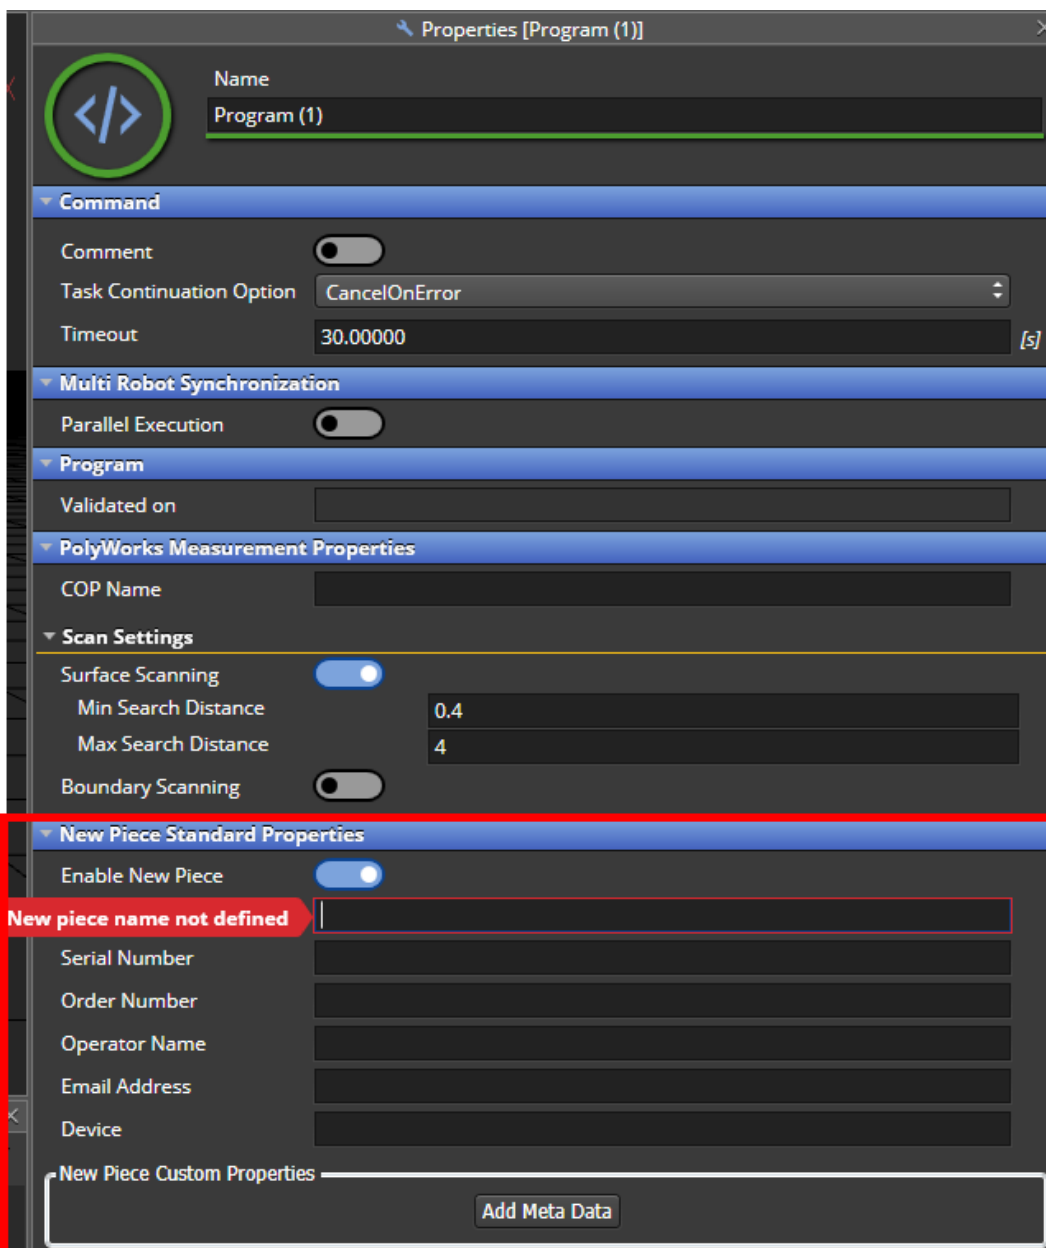 Properties [Program (1)]
Name
Program (1)
Command
Comment
Task Continuation Option CancelOnError
Timeout 30.00000 [s]
Multi Robot Synchronization
Parallel Execution
Program
Validated on
PolyWorks Measurement Properties
COP Name
Scan Settings
Surface Scanning
Min Search Distance 0.4
Max Search Distance 4
Boundary Scanning
New Piece Standard Properties
Enable New Piece
New piece name not defined
Serial Number
Order Number
Operator Name
Email Address
Device
New Piece Custom Properties
Add Meta Data